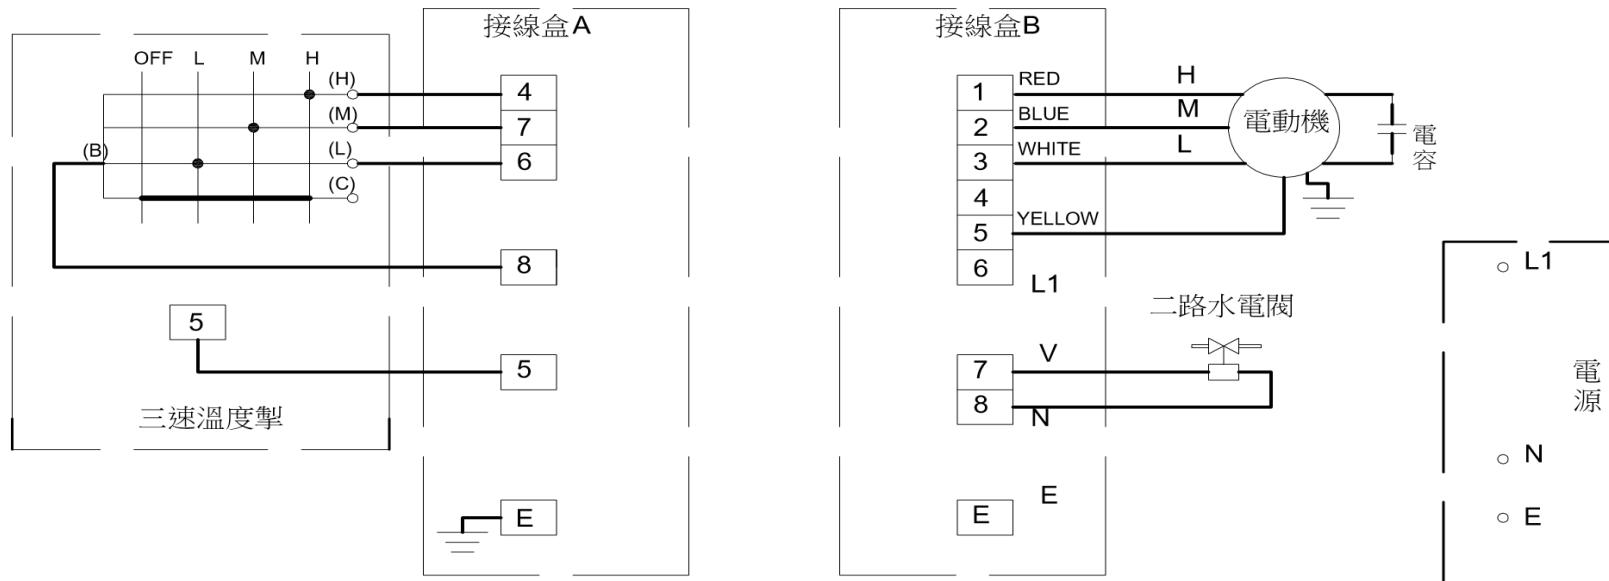 接線盒A
OFF L M H
(H)
(M)
(B)
(L)
(C)
4
7
6
8
5
5
三速溫度掣
E
接線盒B
1 RED H
2 BLUE M
3 WHITE L
4
5 YELLOW
6
L1
電動機
電容
二路水電閥
7 V
8
N
E
E
L1
電源
N
E